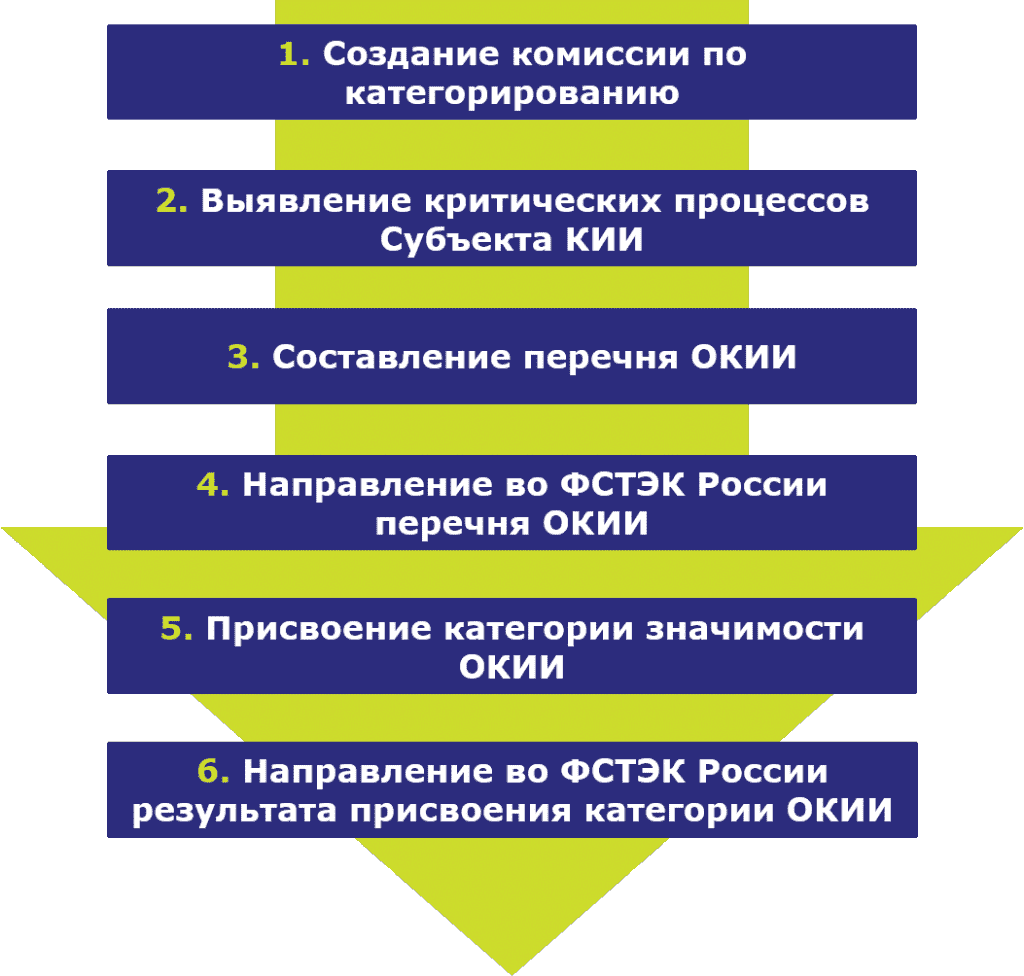 1. Создание комиссии по
категорированию
2. Выявление критических процессов
Субъекта КИИ
3. Составление перечня ОКИИ
4. Направление во ФСТЭК России
перечня ОКИИ
5. Присвоение категории значимости
ОКИИ
6. Направление во ФСТЭК России
результата присвоения категории ОКИИ